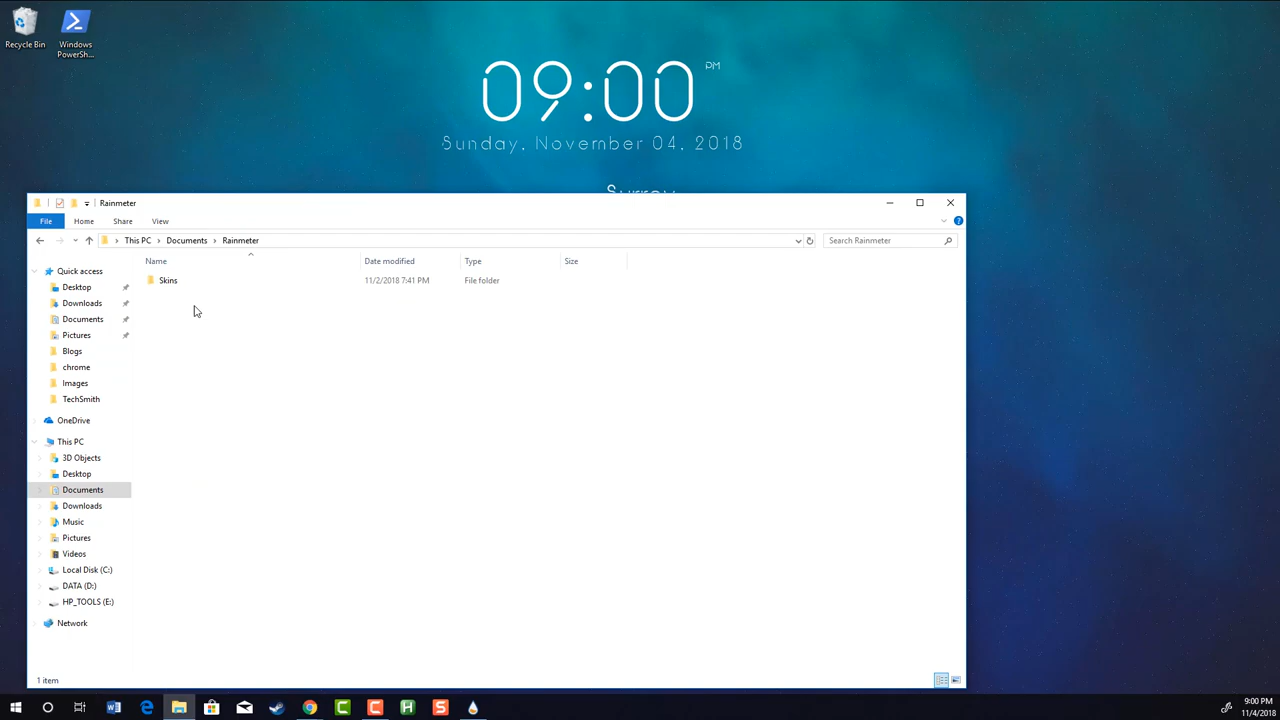 Recycle Bin
Windows
PowerSh...
09:00 PM
Sunday, November 04, 2018
Rainmeter
File Home Share View
This PC Documents Rainmeter
Search Rainmeter
Name Date modified Type Size
Skins 11/2/2018 7:41 PM File folder
Quick access
Desktop
Downloads
Documents
Pictures
Blogs
chrome
Images
TechSmith
OneDrive
This PC
3D Objects
Desktop
Documents
Downloads
Music
Pictures
Videos
Local Disk (C:)
DATA (D:)
HP_TOOLS (E:)
Network
1 item
9:00 PM
11/4/2018